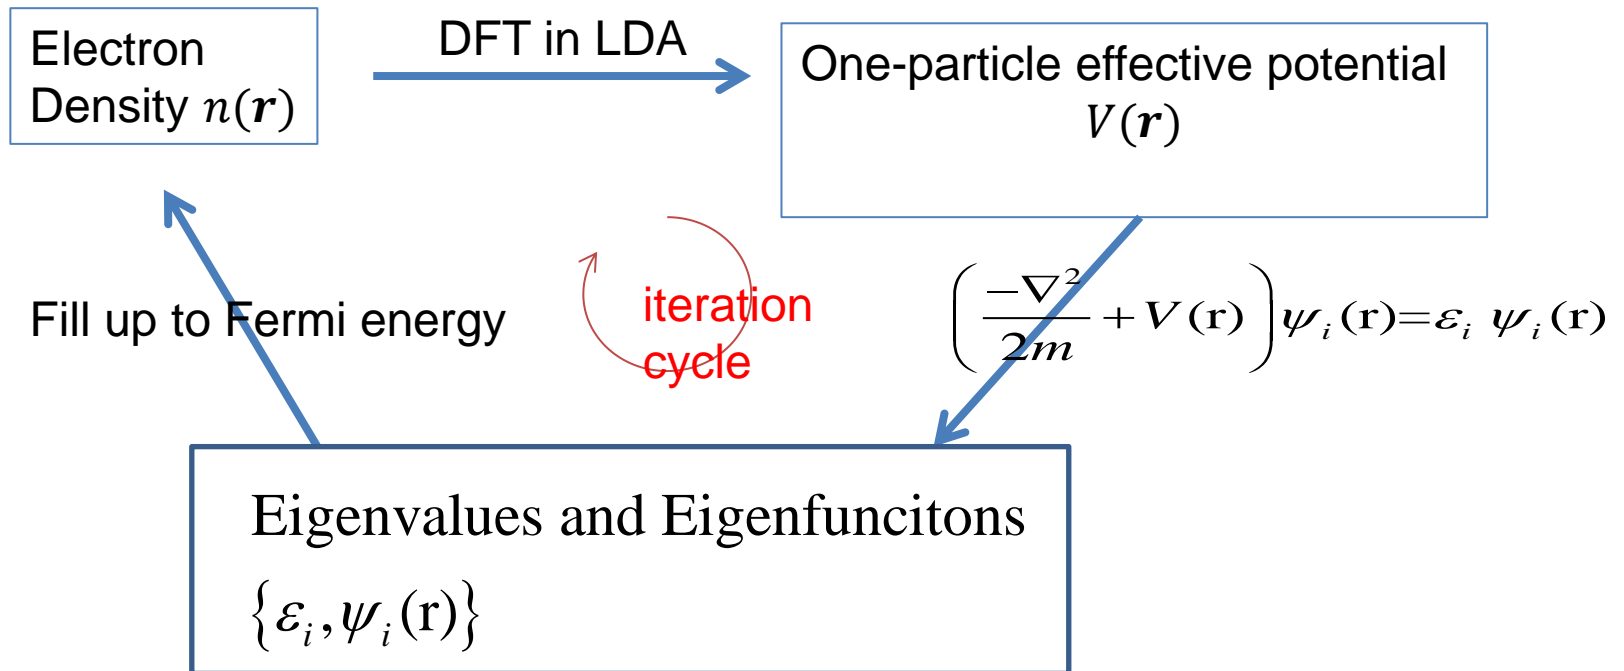 Electron
Density n(r)
DFT in LDA
One-particle effective potential
V(r)
Fill up to Fermi energy
iteration
cycle
(-∇²/2m + V(r)) ψ_i(r)=ε_i ψ_i(r)
Eigenvalues and Eigenfuncitons
{ε_i,ψ_i(r)}